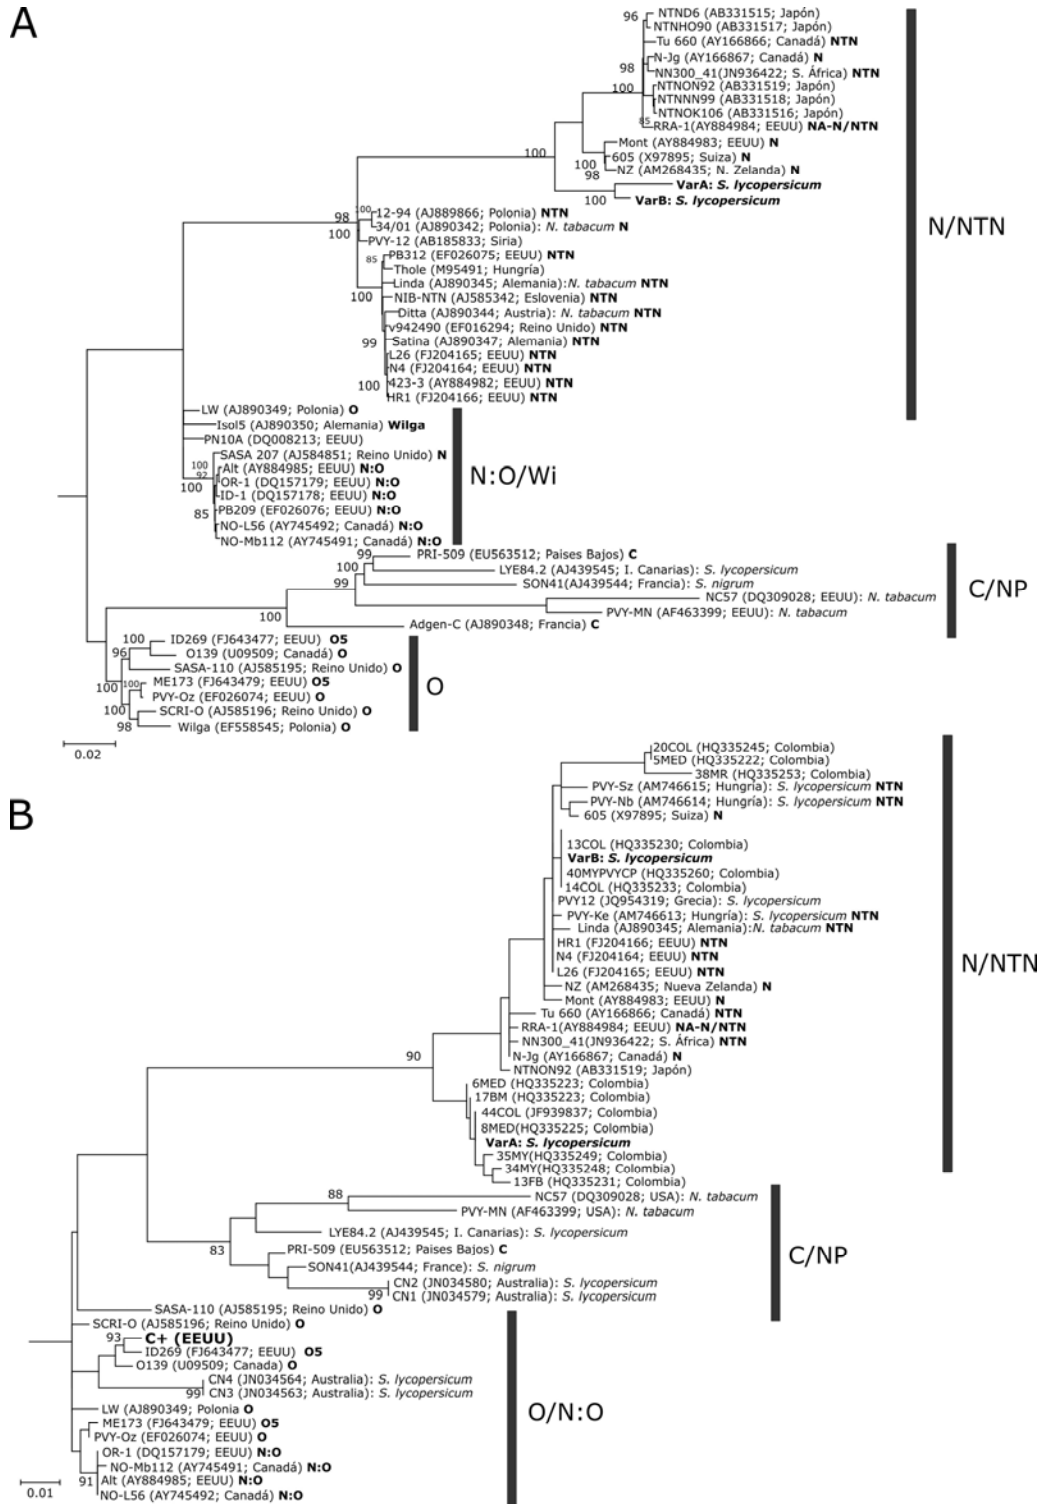 A
96
NTND6 (AB331515; Japón)
NTNHO90 (AB331517; Japón)
Tu 660 (AY166866; Canadá) NTN
N-Jg (AY166867; Canadá) N
98
NN300_41(JN936422; S. África) NTN
100
NTNON92 (AB331519; Japón)
NTNNN99 (AB331518; Japón)
NTNOK106 (AB331516; Japón)
85
RRA-1(AY884984; EEUU) NA-N/NTN
Mont (AY884983; EEUU) N
100
605 (X97895; Suiza) N
100
98
NZ (AM268435; N. Zelanda) N
VarA: S. lycopersicum
100
VarB: S. lycopersicum
N/NTN
98
100
12-94 (AJ889866; Polonia) NTN
34/01 (AJ890342; Polonia): N. tabacum N
100
PVY-12 (AB185833; Siria)
PB312 (EF026075; EEUU) NTN
85
Thole (M95491; Hungría)
Linda (AJ890345; Alemania):N. tabacum NTN
100
NIB-NTN (AJ585342; Eslovenia) NTN
Ditta (AJ890344; Austria): N. tabacum NTN
v942490 (EF016294; Reino Unido) NTN
99
Satina (AJ890347; Alemania) NTN
L26 (FJ204165; EEUU) NTN
N4 (FJ204164; EEUU) NTN
100
423-3 (AY884982; EEUU) NTN
HR1 (FJ204166; EEUU) NTN
LW (AJ890349; Polonia) O
Isol5 (AJ890350; Alemania) Wilga
PN10A (DQ008213; EEUU)
SASA 207 (AJ584851; Reino Unido) N
100
Alt (AY884985; EEUU) N:O
92
100
OR-1 (DQ157179; EEUU) N:O
ID-1 (DQ157178; EEUU) N:O
85
PB209 (EF026076; EEUU) N:O
NO-L56 (AY745492; Canadá) N:O
NO-Mb112 (AY745491; Canadá) N:O
N:O/Wi
99
PRI-509 (EU563512; Paises Bajos) C
100
LYE84.2 (AJ439545; I. Canarias): S. lycopersicum
99
SON41(AJ439544; Francia): S. nigrum
NC57 (DQ309028; EEUU): N. tabacum
PVY-MN (AF463399; EEUU): N. tabacum
100
Adgen-C (AJ890348; Francia) C
C/NP
100
ID269 (FJ643477; EEUU) O5
96
O139 (U09509; Canadá) O
SASA-110 (AJ585195; Reino Unido) O
100
100
ME173 (FJ643479; EEUU) O5
PVY-Oz (EF026074; EEUU) O
100
SCRI-O (AJ585196; Reino Unido) O
98
Wilga (EF558545; Polonia) O
O
0.02
B
20COL (HQ335245; Colombia)
5MED (HQ335222; Colombia)
38MR (HQ335253; Colombia)
PVY-Sz (AM746615; Hungría): S. lycopersicum NTN
PVY-Nb (AM746614; Hungría): S. lycopersicum NTN
605 (X97895; Suiza) N
13COL (HQ335230; Colombia)
VarB: S. lycopersicum
40MYPVYCP (HQ335260; Colombia)
14COL (HQ335233; Colombia)
PVY12 (JQ954319; Grecia): S. lycopersicum
PVY-Ke (AM746613; Hungría): S. lycopersicum NTN
Linda (AJ890345; Alemania):N. tabacum NTN
HR1 (FJ204166; EEUU) NTN
N4 (FJ204164; EEUU) NTN
L26 (FJ204165; EEUU) NTN
NZ (AM268435; Nueva Zelanda) N
Mont (AY884983; EEUU) N
Tu 660 (AY166866; Canadá) NTN
RRA-1(AY884984; EEUU) NA-N/NTN
NN300_41(JN936422; S. África) NTN
90
N-Jg (AY166867; Canadá) N
NTNON92 (AB331519; Japón)
6MED (HQ335223; Colombia)
17BM (HQ335223; Colombia)
44COL (JF939837; Colombia)
8MED(HQ335225; Colombia)
VarA: S. lycopersicum
35MY(HQ335249; Colombia)
34MY(HQ335248; Colombia)
13FB (HQ335231; Colombia)
N/NTN
88
NC57 (DQ309028; USA): N. tabacum
PVY-MN (AF463399; USA): N. tabacum
LYE84.2 (AJ439545; I. Canarias): S. lycopersicum
83
PRI-509 (EU563512; Paises Bajos) C
SON41(AJ439544; France): S. nigrum
CN2 (JN034580; Australia): S. lycopersicum
99
CN1 (JN034579; Australia): S. lycopersicum
C/NP
SASA-110 (AJ585195; Reino Unido) O
SCRI-O (AJ585196; Reino Unido) O
93
C+ (EEUU)
ID269 (FJ643477; EEUU) O5
O139 (U09509; Canada) O
CN4 (JN034564; Australia): S. lycopersicum
99
CN3 (JN034563; Australia): S. lycopersicum
LW (AJ890349; Polonia O
ME173 (FJ643479; EEUU) O5
PVY-Oz (EF026074; EEUU) O
OR-1 (DQ157179; EEUU) N:O
NO-Mb112 (AY745491; Canadá) N:O
91
Alt (AY884985; EEUU) N:O
NO-L56 (AY745492; Canadá) N:O
O/N:O
0.01